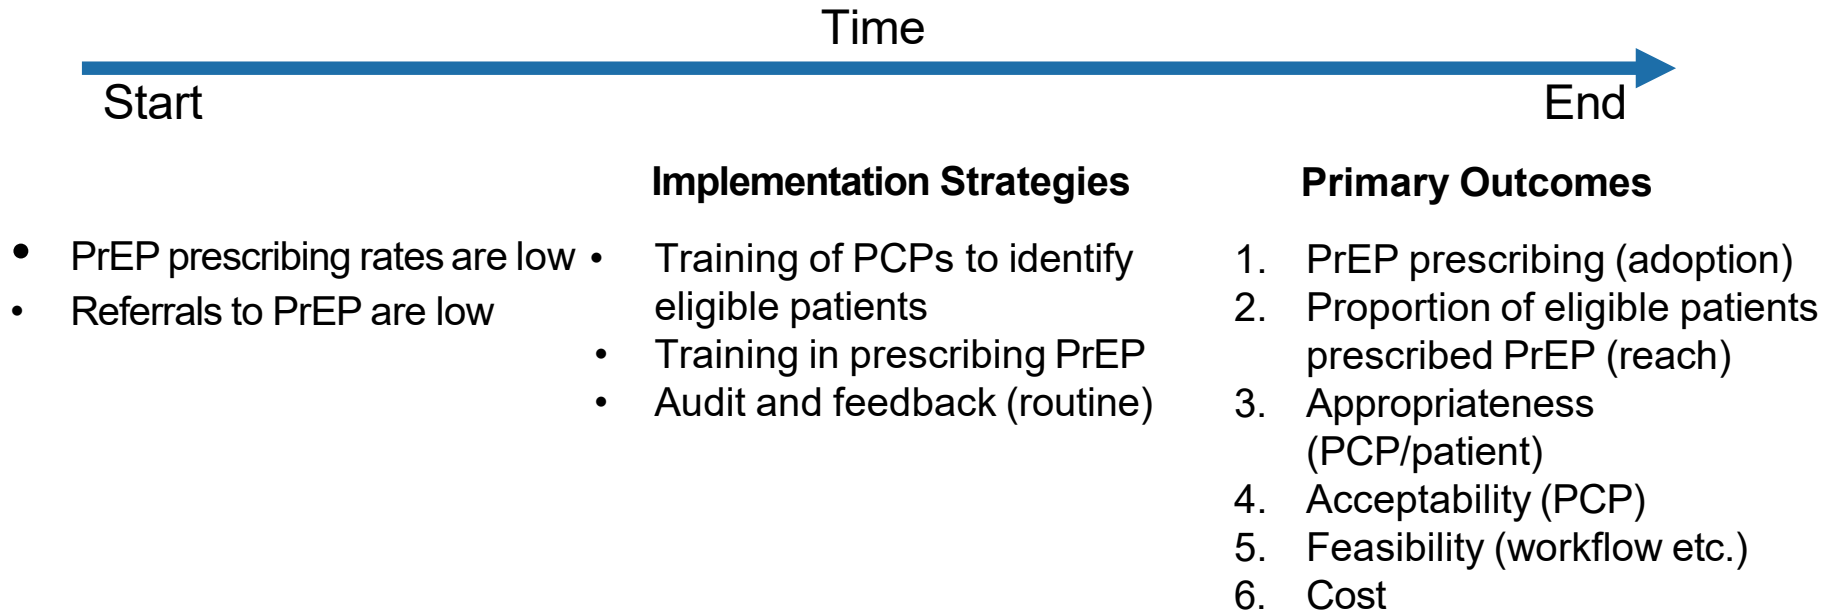 Time
Start
End
• PrEP prescribing rates are low
• Referrals to PrEP are low
Implementation Strategies
• Training of PCPs to identify
eligible patients
• Training in prescribing PrEP
• Audit and feedback (routine)
Primary Outcomes
1. PrEP prescribing (adoption)
2. Proportion of eligible patients
prescribed PrEP (reach)
3. Appropriateness
(PCP/patient)
4. Acceptability (PCP)
5. Feasibility (workflow etc.)
6. Cost